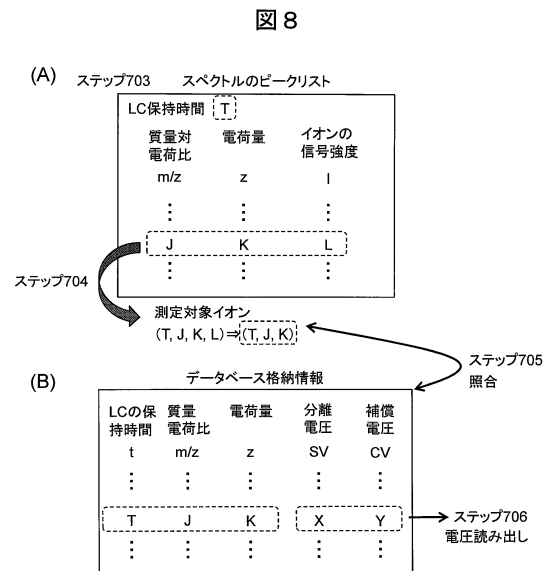 図8
(A) ステップ703 スペクトルのピークリスト
LC保持時間 T
質量対 電荷量 イオンの
電荷比 信号強度
m/z z I
⋮ ⋮ ⋮
J K L
⋮ ⋮ ⋮
ステップ704
測定対象イオン
(T, J, K, L)⇒(T, J, K)
ステップ705
照合
(B) データベース格納情報
LCの保 質量 電荷量 分離 補償
持時間 電荷比 電圧 電圧
t m/z z SV CV
⋮ ⋮ ⋮ ⋮ ⋮
T J K X Y
ステップ706
電圧読み出し
⋮ ⋮ ⋮ ⋮ ⋮